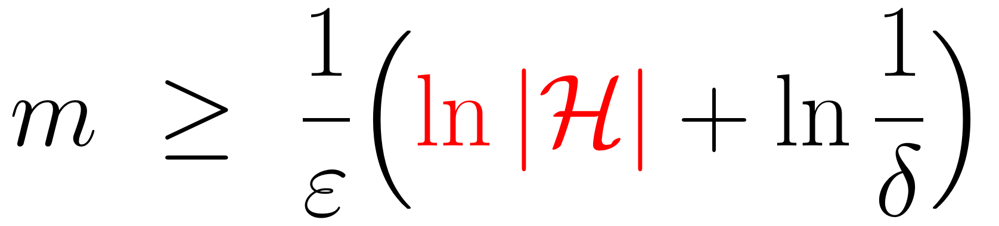 m ≥ 1/ε (ln |ℋ| + ln 1/δ)